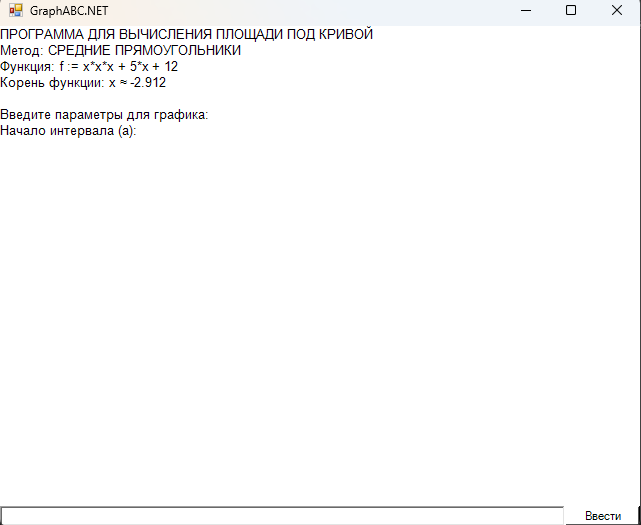 GraphABC.NET
ПРОГРАММА ДЛЯ ВЫЧИСЛЕНИЯ ПЛОЩАДИ ПОД КРИВОЙ
Метод: СРЕДНИЕ ПРЯМОУГОЛЬНИКИ
Функция: f := x*x*x + 5*x + 12
Корень функции: x ≈ -2.912
Введите параметры для графика:
Начало интервала (a):
Ввести